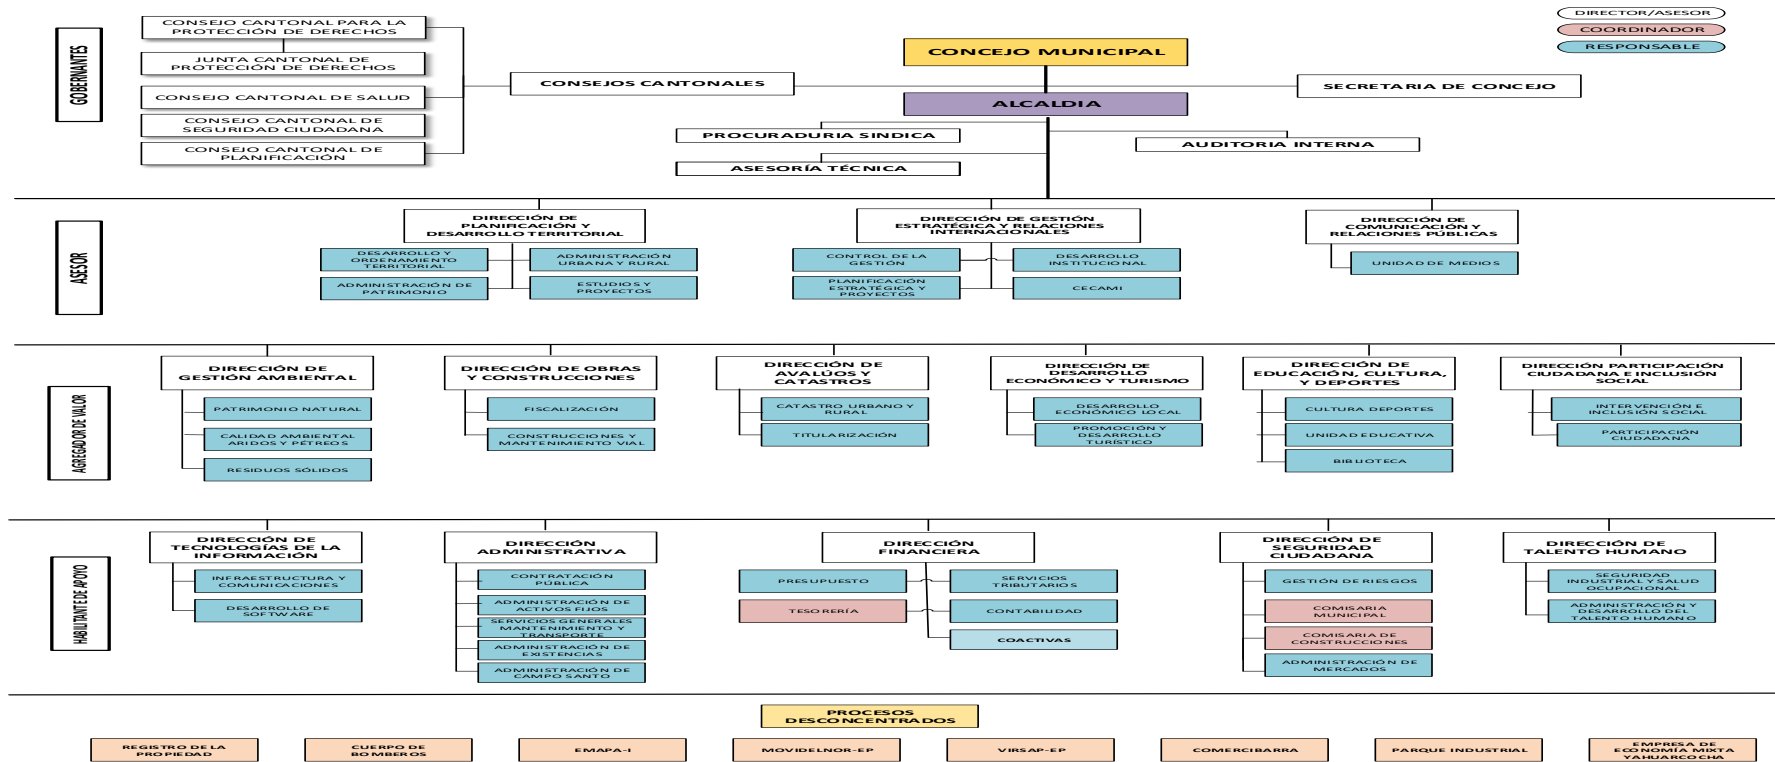 DIRECTOR/ASESOR
COORDINADOR
RESPONSABLE
GOBERNANTES
CONSEJO CANTONAL PARA LA
PROTECCIÓN DE DERECHOS
JUNTA CANTONAL DE
PROTECCIÓN DE DERECHOS
CONSEJO CANTONAL DE SALUD
CONSEJO CANTONAL DE
SEGURIDAD CIUDADANA
CONSEJO CANTONAL DE
PLANIFICACIÓN
CONSEJOS CANTONALES
CONCEJO MUNICIPAL
ALCALDIA
SECRETARIA DE CONCEJO
PROCURADURIA SINDICA
AUDITORIA INTERNA
ASESORÍA TÉCNICA
ASESOR
DIRECCIÓN DE
PLANIFICACIÓN Y
DESARROLLO TERRITORIAL
DESARROLLO Y
ORDENAMIENTO
TERRITORIAL
ADMINISTRACIÓN
URBANA Y RURAL
ADMINISTRACIÓN DE
PATRIMONIO
ESTUDIOS Y
PROYECTOS
DIRECCIÓN DE GESTIÓN
ESTRATÉGICA Y RELACIONES
INTERNACIONALES
CONTROL DE LA
GESTIÓN
DESARROLLO
INSTITUCIONAL
PLANIFICACIÓN
ESTRATÉGICA Y
PROYECTOS
CECAMI
DIRECCIÓN DE
COMUNICACIÓN Y
RELACIONES PÚBLICAS
UNIDAD DE MEDIOS
AGREGADOR DE VALOR
DIRECCIÓN DE
GESTIÓN AMBIENTAL
PATRIMONIO NATURAL
CALIDAD AMBIENTAL
ARIDOS Y PÉTREOS
RESIDUOS SÓLIDOS
DIRECCIÓN DE OBRAS
Y CONSTRUCCIONES
FISCALIZACIÓN
CONSTRUCCIONES Y
MANTENIMIENTO VIAL
DIRECCIÓN DE
AVALÚOS Y
CATASTROS
CATASTRO URBANO Y
RURAL
TITULARIZACIÓN
DIRECCIÓN DE
DESARROLLO
ECONÓMICO Y TURISMO
DESARROLLO
ECONÓMICO LOCAL
PROMOCIÓN Y
DESARROLLO
TURÍSTICO
DIRECCIÓN DE
EDUCACIÓN, CULTURA,
Y DEPORTES
CULTURA DEPORTES
UNIDAD EDUCATIVA
BIBLIOTECA
DIRECCIÓN PARTICIPACIÓN
CIUDADANA E INCLUSIÓN
SOCIAL
INTERVENCIÓN E
INCLUSIÓN SOCIAL
PARTICIPACIÓN
CIUDADANA
HABILITANTE DE APOYO
DIRECCIÓN DE
TECNOLOGÍAS DE LA
INFORMACIÓN
INFRAESTRUCTURA Y
COMUNICACIONES
DESARROLLO DE
SOFTWARE
DIRECCIÓN
ADMINISTRATIVA
CONTRATACIÓN
PÚBLICA
ADMINISTRACIÓN DE
ACTIVOS FIJOS
SERVICIOS GENERALES
MANTENIMIENTO Y
TRANSPORTE
ADMINISTRACIÓN DE
EXISTENCIAS
ADMINISTRACIÓN DE
CAMPO SANTO
DIRECCIÓN
FINANCIERA
PRESUPUESTO
SERVICIOS
TRIBUTARIOS
TESORERÍA
CONTABILIDAD
COACTIVAS
DIRECCIÓN DE
SEGURIDAD
CIUDADANA
GESTIÓN DE RIESGOS
COMISARIA
MUNICIPAL
COMISARIA DE
CONSTRUCCIONES
ADMINISTRACIÓN DE
MERCADOS
DIRECCIÓN DE
TALENTO HUMANO
SEGURIDAD
INDUSTRIAL Y SALUD
OCUPACIONAL
ADMINISTRACIÓN Y
DESARROLLO DEL
TALENTO HUMANO
PROCESOS
DESCONCENTRADOS
REGISTRO DE LA
PROPIEDAD
CUERPO DE
BOMBEROS
EMAPA-I
MOVIDELNOR-EP
VIRSAP-EP
COMERCIBARRA
PARQUE INDUSTRIAL
EMPRESA DE
ECONOMÍA MIXTA
YAHUARCOCHA